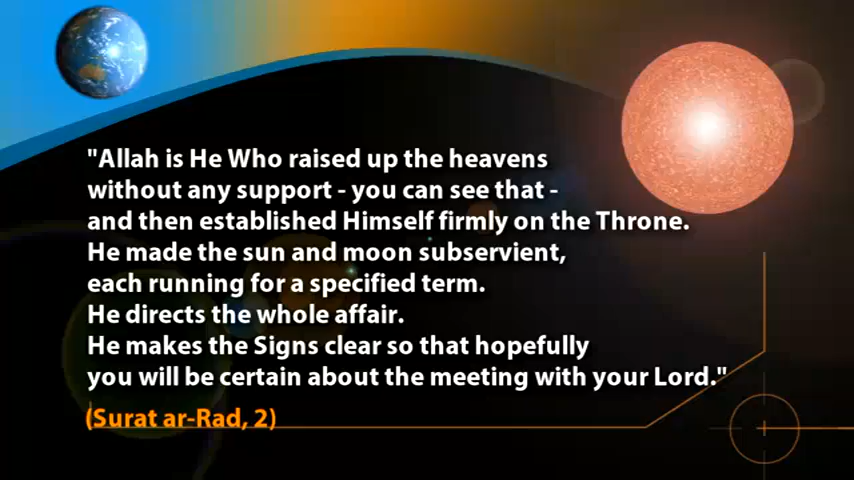 "Allah is He Who raised up the heavens
without any support - you can see that -
and then established Himself firmly on the Throne.
He made the sun and moon subservient,
each running for a specified term.
He directs the whole affair.
He makes the Signs clear so that hopefully
you will be certain about the meeting with your Lord."
(Surat ar-Rad, 2)